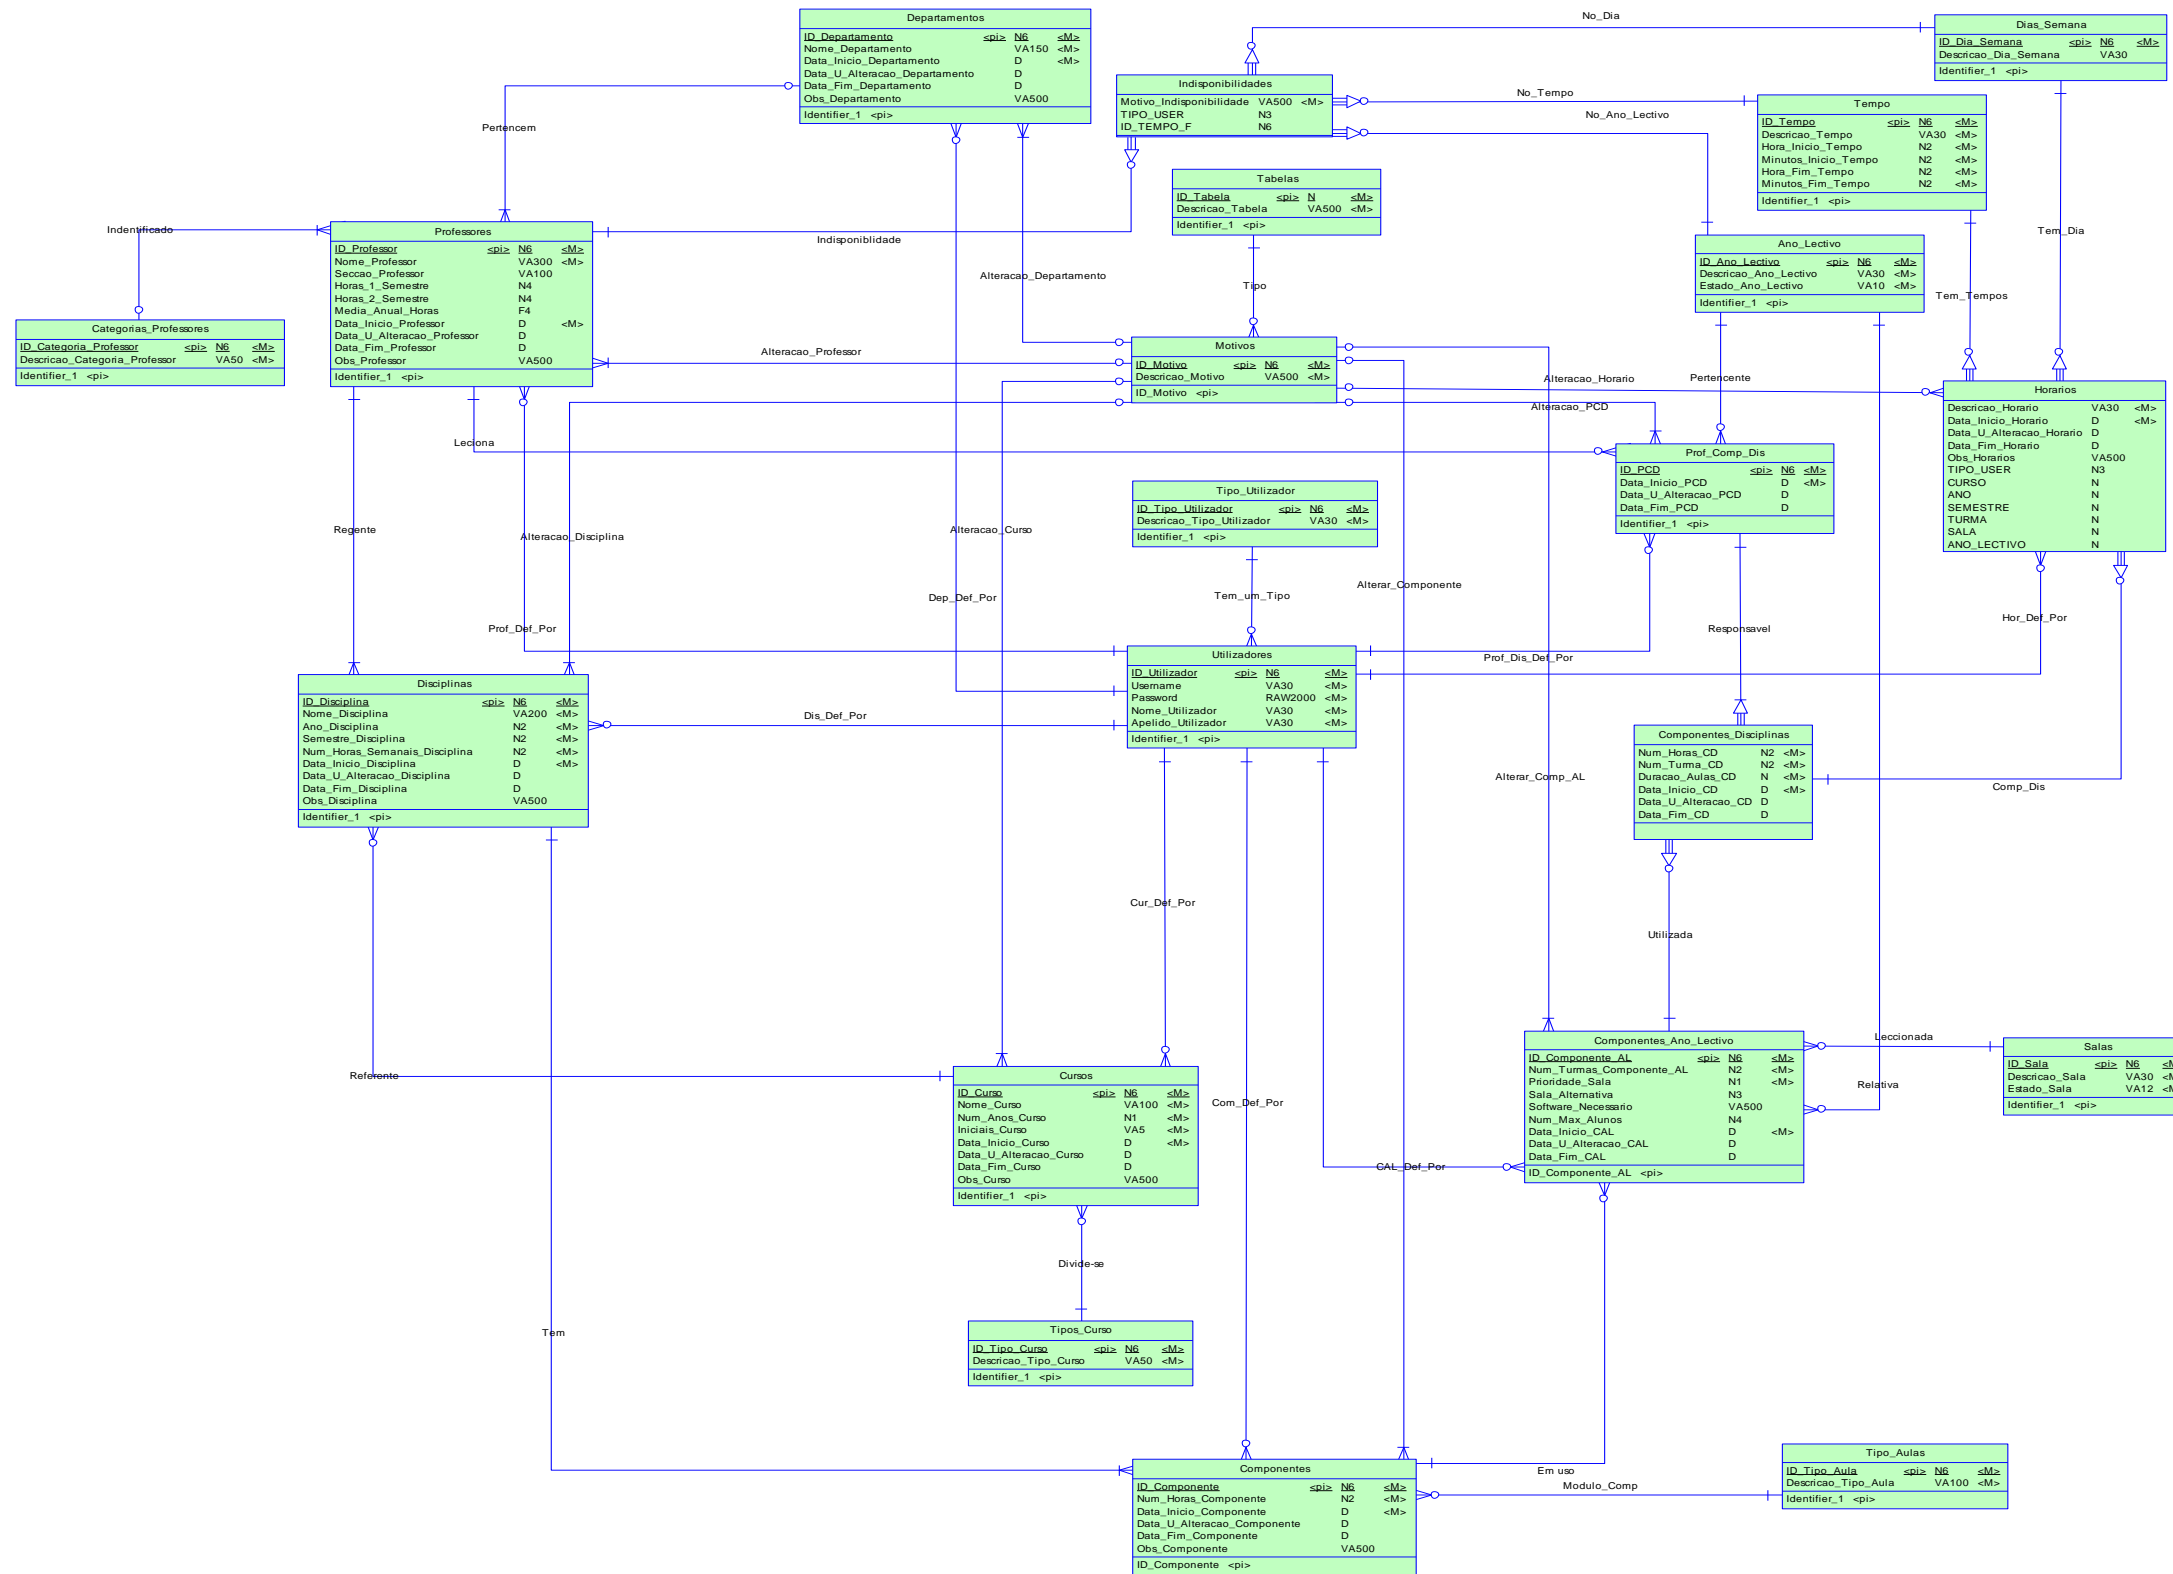 Departamentos
ID_Departamento <pi> N6 <M>
Nome_Departamento VA150 <M>
Data_Inicio_Departamento D <M>
Data_U_Alteracao_Departamento D
Data_Fim_Departamento D
Obs_Departamento VA500
Identifier_1 <pi>
No_Dia
Dias_Semana
ID_Dia_Semana <pi> N6 <M>
Descricao_Dia_Semana VA30
Identifier_1 <pi>
Indisponibilidades
Motivo_Indisponibilidade VA500 <M>
TIPO_USER N3
ID_TEMPO_F N6
No_Tempo
No_Ano_Lectivo
Tempo
ID_Tempo <pi> N6 <M>
Descricao_Tempo VA30 <M>
Hora_Inicio_Tempo N2 <M>
Minutos_Inicio_Tempo N2 <M>
Hora_Fim_Tempo N2 <M>
Minutos_Fim_Tempo N2 <M>
Identifier_1 <pi>
Pertencem
Tabelas
ID_Tabela <pi> N <M>
Descricao_Tabela VA500 <M>
Identifier_1 <pi>
Indentificado
Professores
ID_Professor <pi> N6 <M>
Nome_Professor VA300 <M>
Seccao_Professor VA100
Horas_1_Semestre N4
Horas_2_Semestre N4
Media_Anual_Horas F4
Data_Inicio_Professor D <M>
Data_U_Alteracao_Professor D
Data_Fim_Professor D
Obs_Professor VA500
Identifier_1 <pi>
Indisponiblidade
Tem_Dia
Ano_Lectivo
ID_Ano_Lectivo <pi> N6 <M>
Descricao_Ano_Lectivo VA30 <M>
Estado_Ano_Lectivo VA10 <M>
Identifier_1 <pi>
Alteracao_Departamento
Tipo
Tem_Tempos
Categorias_Professores
ID_Categoria_Professor <pi> N6 <M>
Descricao_Categoria_Professor VA50 <M>
Identifier_1 <pi>
Alteracao_Professor
Motivos
ID_Motivo <pi> N6 <M>
Descricao_Motivo VA500 <M>
ID_Motivo <pi>
Alteracao_Horario
Pertencente
Alteracao_PCD
Horarios
Descricao_Horario VA30 <M>
Data_Inicio_Horario D <M>
Data_U_Alteracao_Horario D
Data_Fim_Horario D
Obs_Horarios VA500
TIPO_USER N3
CURSO N
ANO N
SEMESTRE N
TURMA N
SALA N
ANO_LECTIVO N
Leciona
Prof_Comp_Dis
ID_PCD <pi> N6 <M>
Data_Inicio_PCD D <M>
Data_U_Alteracao_PCD D
Data_Fim_PCD D
Identifier_1 <pi>
Tipo_Utilizador
ID_Tipo_Utilizador <pi> N6 <M>
Descricao_Tipo_Utilizador VA30 <M>
Identifier_1 <pi>
Regente
Alteracao_Disciplina
Alteracao_Curso
Alterar_Componente
Dep_Def_Por
Tem_um_Tipo
Prof_Def_Por
Responsavel
Hor_Def_Por
Prof_Dis_Def_Por
Utilizadores
ID_Utilizador <pi> N6 <M>
Username VA30 <M>
Password RAW2000 <M>
Nome_Utilizador VA30 <M>
Apelido_Utilizador VA30 <M>
Identifier_1 <pi>
Disciplinas
ID_Disciplina <pi> N6 <M>
Nome_Disciplina VA200 <M>
Ano_Disciplina N2 <M>
Semestre_Disciplina N2 <M>
Num_Horas_Semanais_Disciplina N2 <M>
Data_Inicio_Disciplina D <M>
Data_U_Alteracao_Disciplina D
Data_Fim_Disciplina D
Obs_Disciplina VA500
Identifier_1 <pi>
Dis_Def_Por
Componentes_Disciplinas
Num_Horas_CD N2 <M>
Num_Turma_CD N2 <M>
Duracao_Aulas_CD N <M>
Data_Inicio_CD D <M>
Data_U_Alteracao_CD D
Data_Fim_CD D
Alterar_Comp_AL
Comp_Dis
Cur_Def_Por
Utilizada
Componentes_Ano_Lectivo
ID_Componente_AL <pi> N6 <M>
Num_Turmas_Componente_AL N2 <M>
Prioridade_Sala N1 <M>
Sala_Alternativa N3
Software_Necessario VA500
Num_Max_Alunos N4
Data_Inicio_CAL D <M>
Data_U_Alteracao_CAL D
Data_Fim_CAL D
ID_Componente_AL <pi>
Leccionada
Relativa
Salas
ID_Sala <pi> N6
Descricao_Sala VA30
Estado_Sala VA12
Identifier_1 <pi>
Referente
Cursos
ID_Curso <pi> N6 <M>
Nome_Curso VA100 <M>
Num_Anos_Curso N1 <M>
Iniciais_Curso VA5 <M>
Data_Inicio_Curso D <M>
Data_U_Alteracao_Curso D
Data_Fim_Curso D
Obs_Curso VA500
Identifier_1 <pi>
Com_Def_Por
CAL_Def_Por
Divide-se
Tem
Tipos_Curso
ID_Tipo_Curso <pi> N6 <M>
Descricao_Tipo_Curso VA50 <M>
Identifier_1 <pi>
Em uso
Modulo_Comp
Componentes
ID_Componente <pi> N6 <M>
Num_Horas_Componente N2 <M>
Data_Inicio_Componente D <M>
Data_U_Alteracao_Componente D
Data_Fim_Componente D
Obs_Componente VA500
ID_Componente <pi>
Tipo_Aulas
ID_Tipo_Aula <pi> N6 <M>
Descricao_Tipo_Aula VA100 <M>
Identifier_1 <pi>